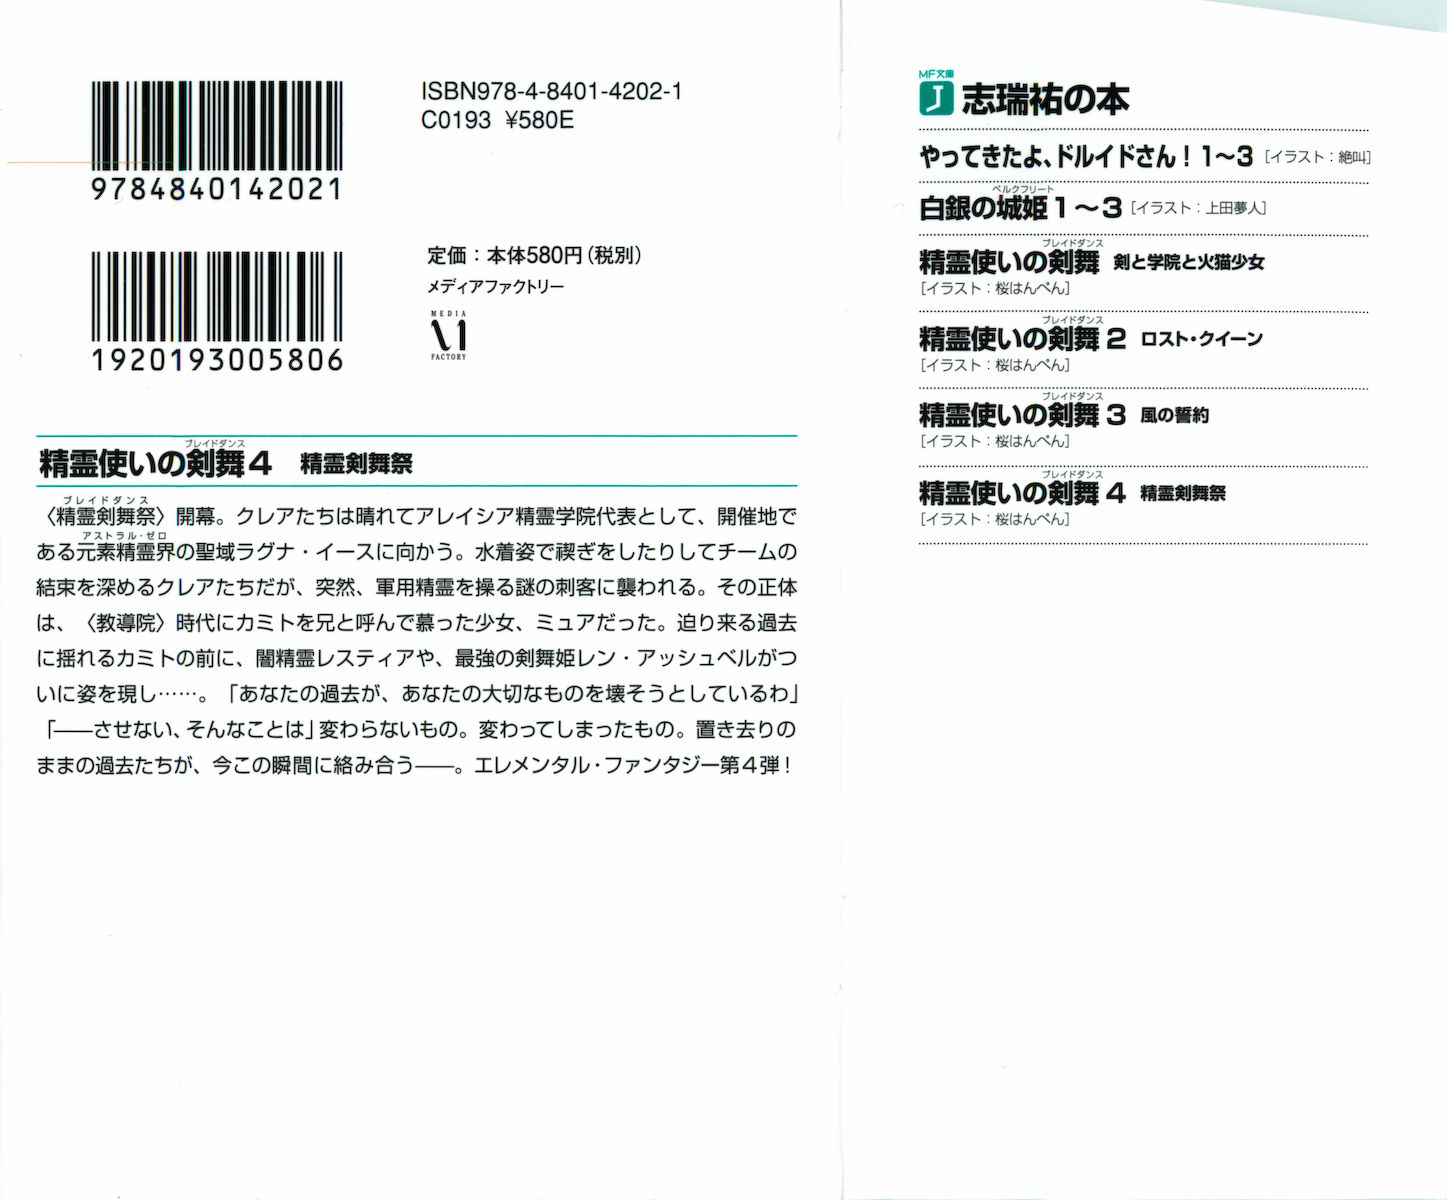 ISBN978-4-8401-4202-1
C0193 ¥580E
9784840142021
1920193005806
定価：本体580円（税別）
メディアファクトリー
MEDIA
FACTORY
ブレイドダンス
精霊使いの剣舞4 精霊剣舞祭
ブレイドダンス
〈精霊剣舞祭〉開幕。クレアたちは晴れてアレイシア精霊学院代表として、開催地で
アストラル・ゼロ
ある元素精霊界の聖域ラグナ・イースに向かう。水着姿で禊ぎをしたりしてチームの
結束を深めるクレアたちだが、突然、軍用精霊を操る謎の刺客に襲われる。その正体
は、〈教導院〉時代にカミトを兄と呼んで慕った少女、ミュアだった。迫り来る過去
に揺れるカミトの前に、闇精霊レスティアや、最強の剣舞姫レン・アッシュベルがつ
いに姿を現し……。「あなたの過去が、あなたの大切なものを壊そうとしているわ」
「――させない、そんなことは」変わらないもの。変わってしまったもの。置き去りの
ままの過去たちが、今この瞬間に絡み合う――。エレメンタル・ファンタジー第4弾！
MF文庫
J 志瑞祐の本
やってきたよ、ドルイドさん！1～3［イラスト：絶叫］
ベルクフリート
白銀の城姫1～3［イラスト：上田夢人］
ブレイドダンス
精霊使いの剣舞 剣と学院と火猫少女
［イラスト：桜はんぺん］
ブレイドダンス
精霊使いの剣舞2 ロスト・クイーン
［イラスト：桜はんぺん］
ブレイドダンス
精霊使いの剣舞3 風の誓約
［イラスト：桜はんぺん］
ブレイドダンス
精霊使いの剣舞4 精霊剣舞祭
［イラスト：桜はんぺん］